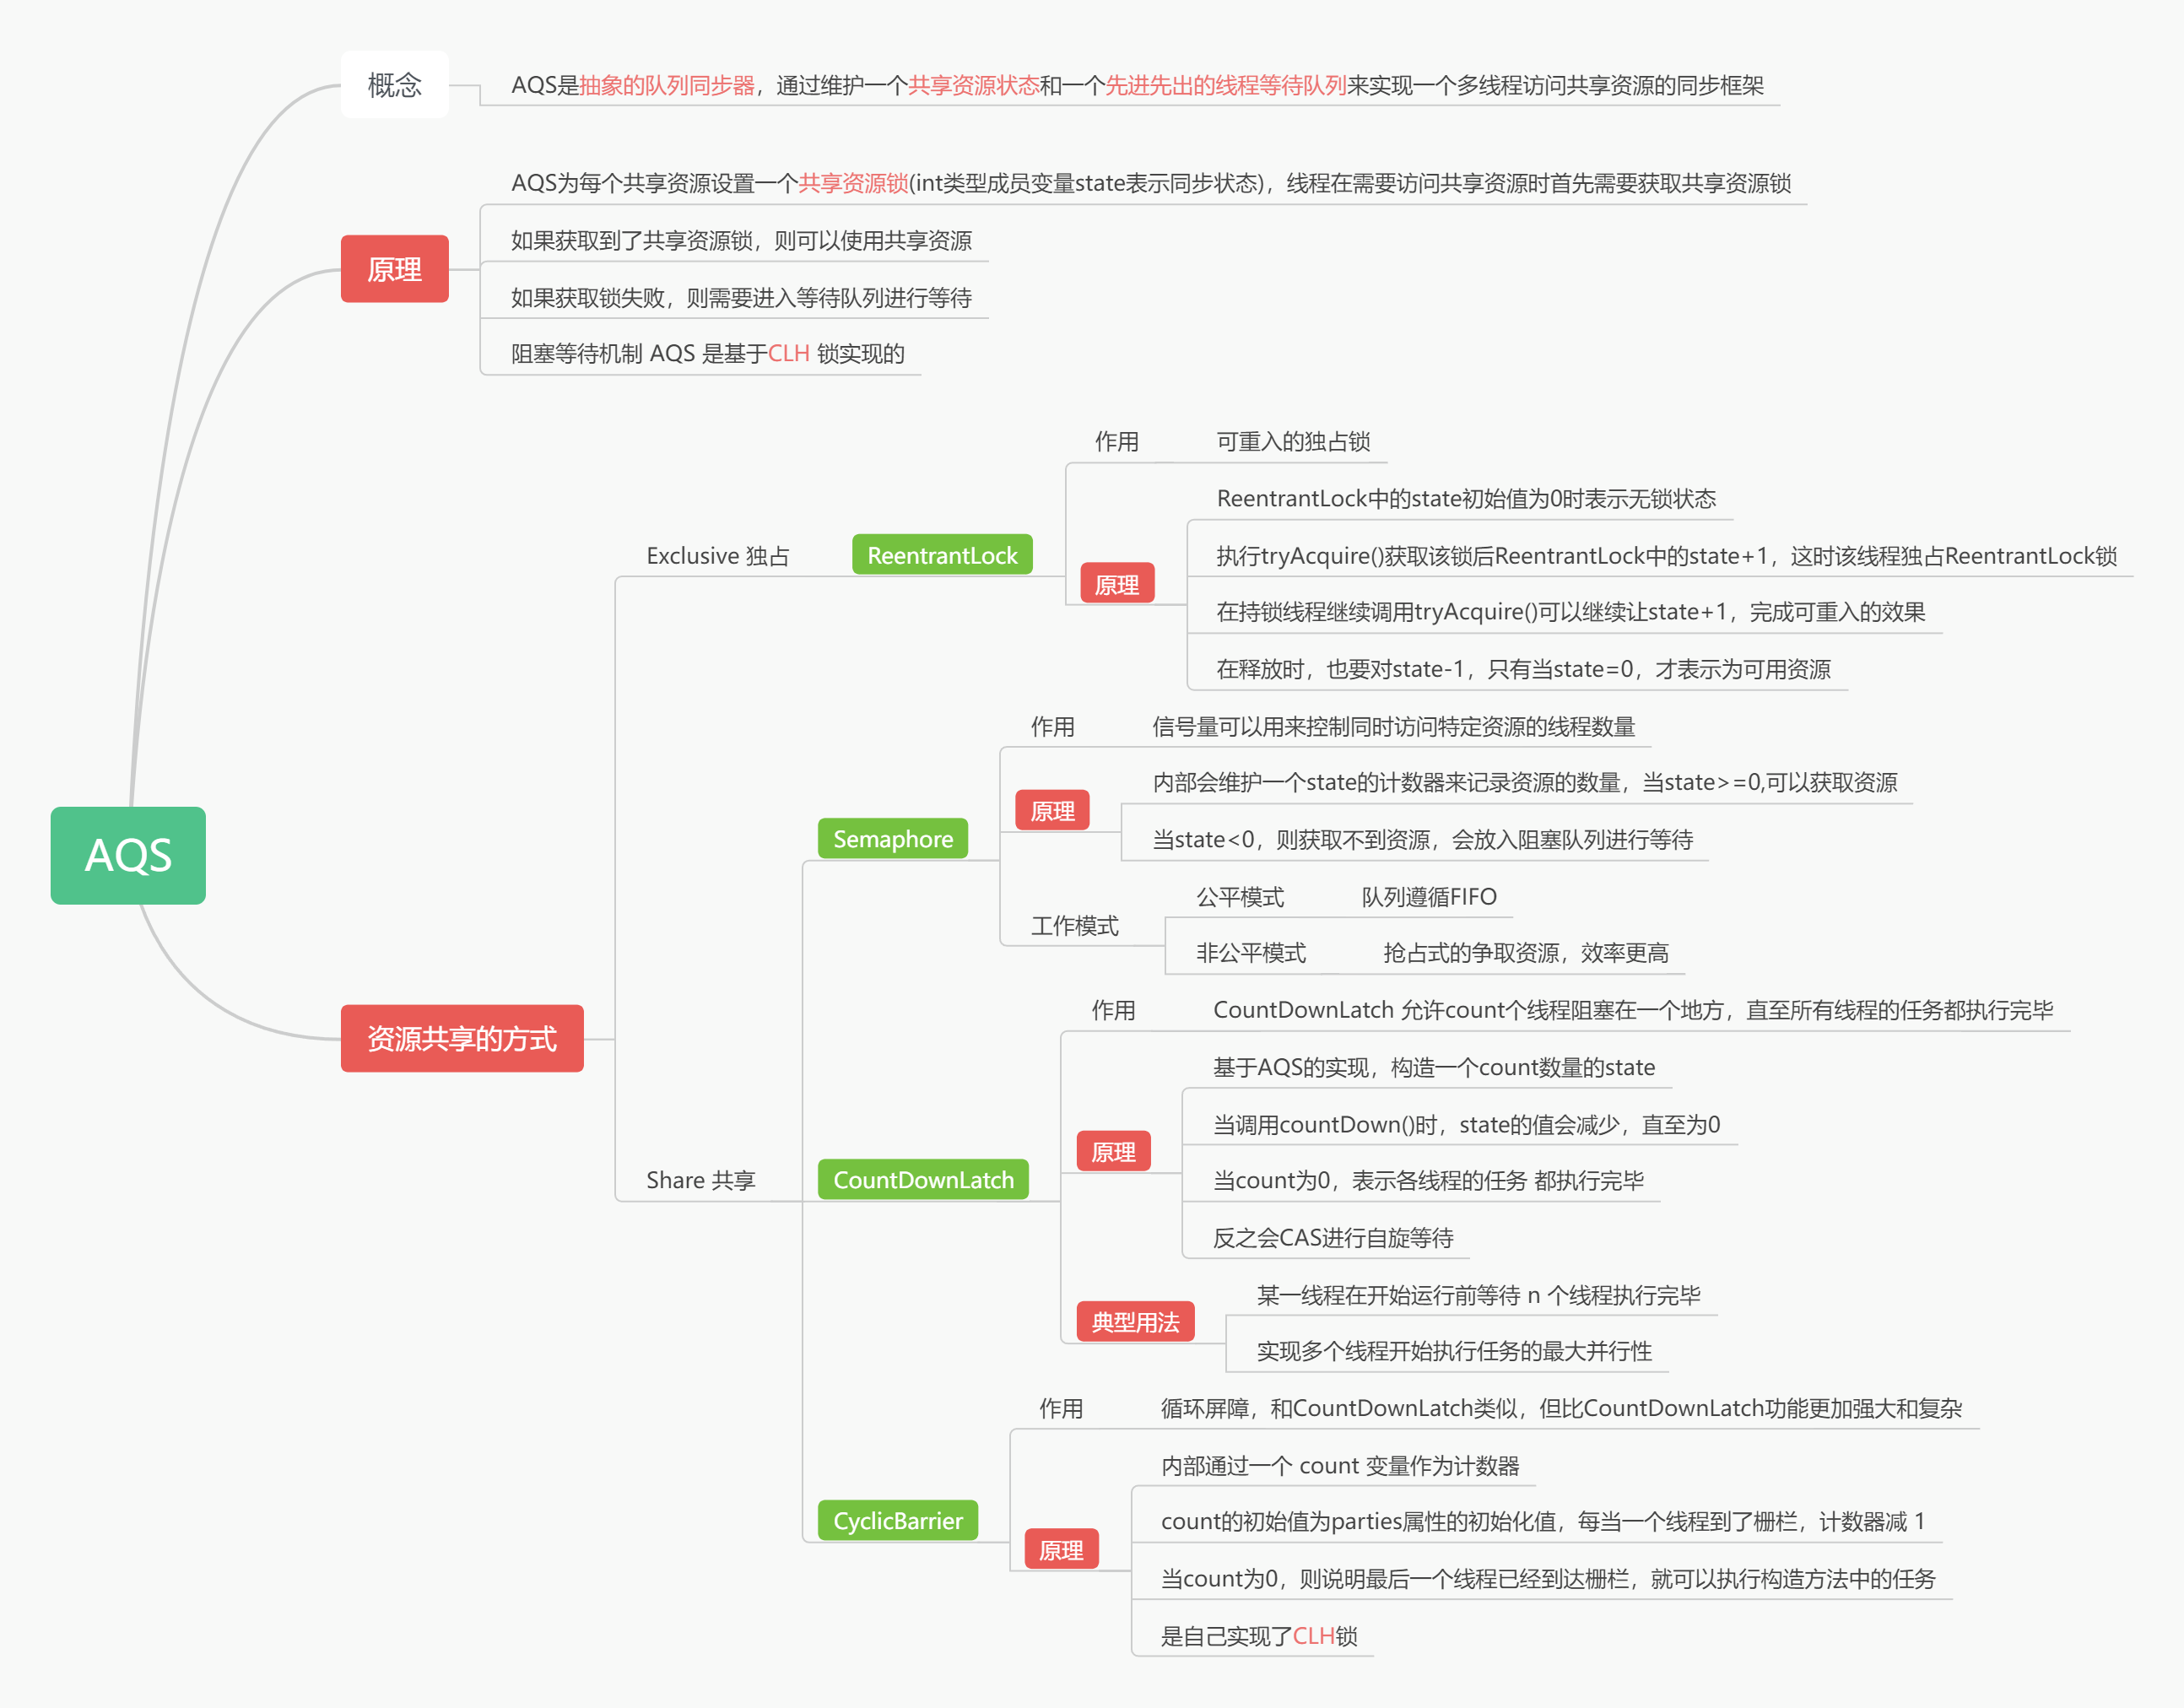 概念
AQS是抽象的队列同步器，通过维护一个共享资源状态和一个先进先出的线程等待队列来实现一个多线程访问共享资源的同步框架
原理
AQS为每个共享资源设置一个共享资源锁(int类型成员变量state表示同步状态)，线程在需要访问共享资源时首先需要获取共享资源锁
如果获取到了共享资源锁，则可以使用共享资源
如果获取锁失败，则需要进入等待队列进行等待
阻塞等待机制 AQS 是基于CLH 锁实现的
AQS
资源共享的方式
Exclusive 独占
ReentrantLock
作用
可重入的独占锁
原理
ReentrantLock中的state初始值为0时表示无锁状态
执行tryAcquire()获取该锁后ReentrantLock中的state+1，这时该线程独占ReentrantLock锁
在持锁线程继续调用tryAcquire()可以继续让state+1，完成可重入的效果
在释放时，也要对state-1，只有当state=0，才表示为可用资源
Share 共享
Semaphore
作用
信号量可以用来控制同时访问特定资源的线程数量
原理
内部会维护一个state的计数器来记录资源的数量，当state>=0,可以获取资源
当state<0，则获取不到资源，会放入阻塞队列进行等待
工作模式
公平模式
队列遵循FIFO
非公平模式
抢占式的争取资源，效率更高
CountDownLatch
作用
CountDownLatch 允许count个线程阻塞在一个地方，直至所有线程的任务都执行完毕
原理
基于AQS的实现，构造一个count数量的state
当调用countDown()时，state的值会减少，直至为0
当count为0，表示各线程的任务 都执行完毕
反之会CAS进行自旋等待
典型用法
某一线程在开始运行前等待 n 个线程执行完毕
实现多个线程开始执行任务的最大并行性
CyclicBarrier
作用
循环屏障，和CountDownLatch类似，但比CountDownLatch功能更加强大和复杂
原理
内部通过一个 count 变量作为计数器
count的初始值为parties属性的初始化值，每当一个线程到了栅栏，计数器减 1
当count为0，则说明最后一个线程已经到达栅栏，就可以执行构造方法中的任务
是自己实现了CLH锁